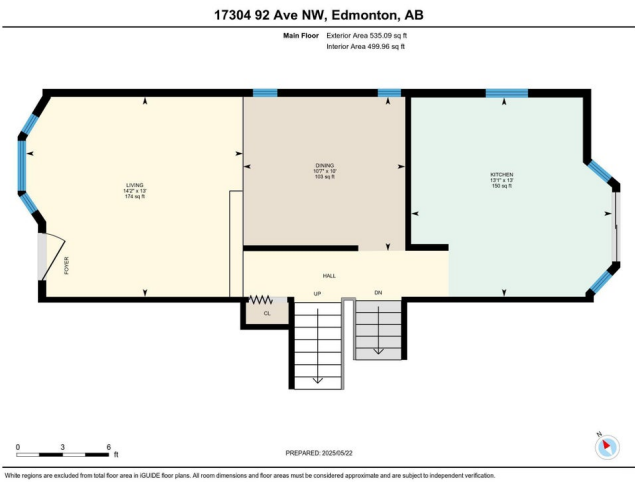 17304 92 Ave NW, Edmonton, AB
Main Floor Exterior Area 535.09 sq ft
Interior Area 499.96 sq ft
LIVING
14'2" x 13'
174 sq ft
DINING
10'7" x 10'
103 sq ft
KITCHEN
13'1" x 13'
150 sq ft
FOYER
HALL
UP
DN
CL
0 3 6 ft
PREPARED: 2025/05/22
N
White regions are excluded from total floor area in iGUIDE floor plans. All room dimensions and floor areas must be considered approximate and are subject to independent verification.